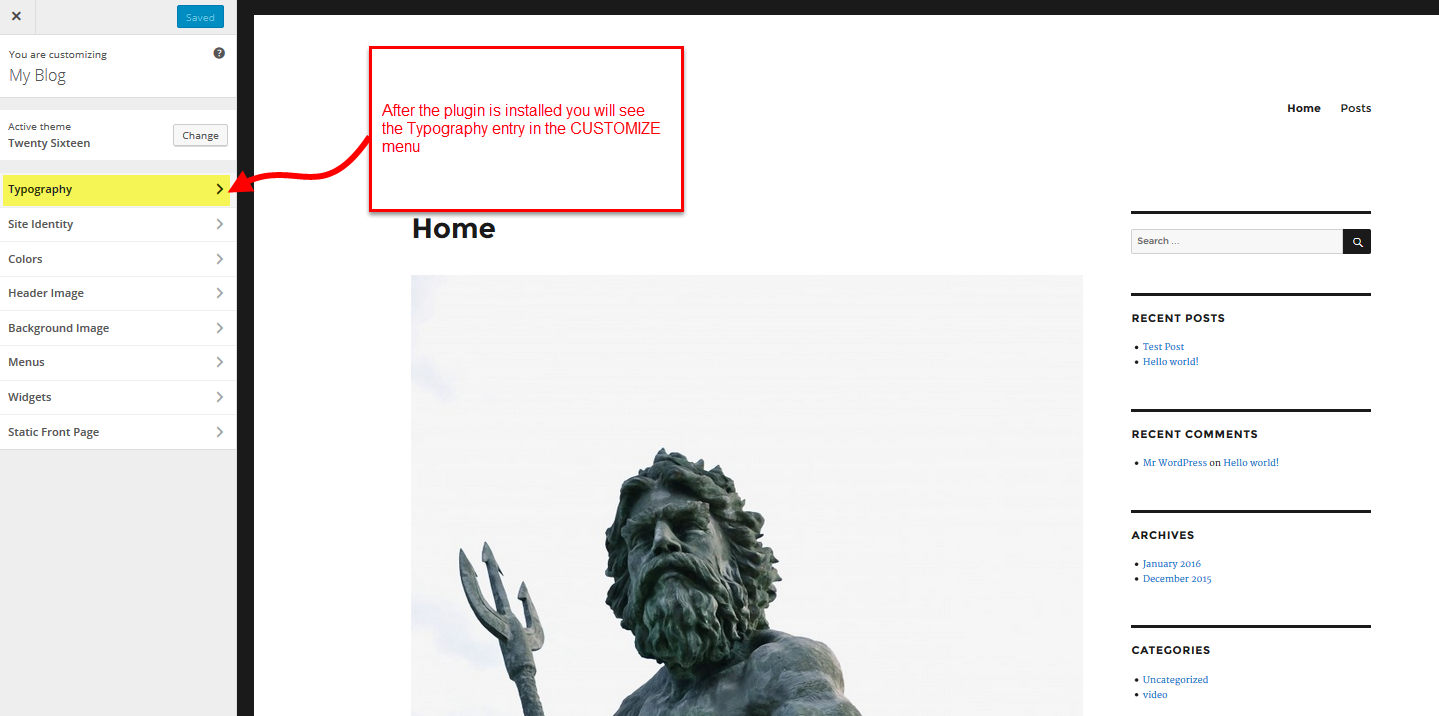 Saved
You are customizing
My Blog
Active theme
Twenty Sixteen
Change
Typography
Site Identity
Colors
Header Image
Background Image
Menus
Widgets
Static Front Page
After the plugin is installed you will see
the Typography entry in the CUSTOMIZE
menu
Home Posts
Home
Search …
RECENT POSTS
Test Post
Hello world!
RECENT COMMENTS
Mr WordPress on Hello world!
ARCHIVES
January 2016
December 2015
CATEGORIES
Uncategorized
video